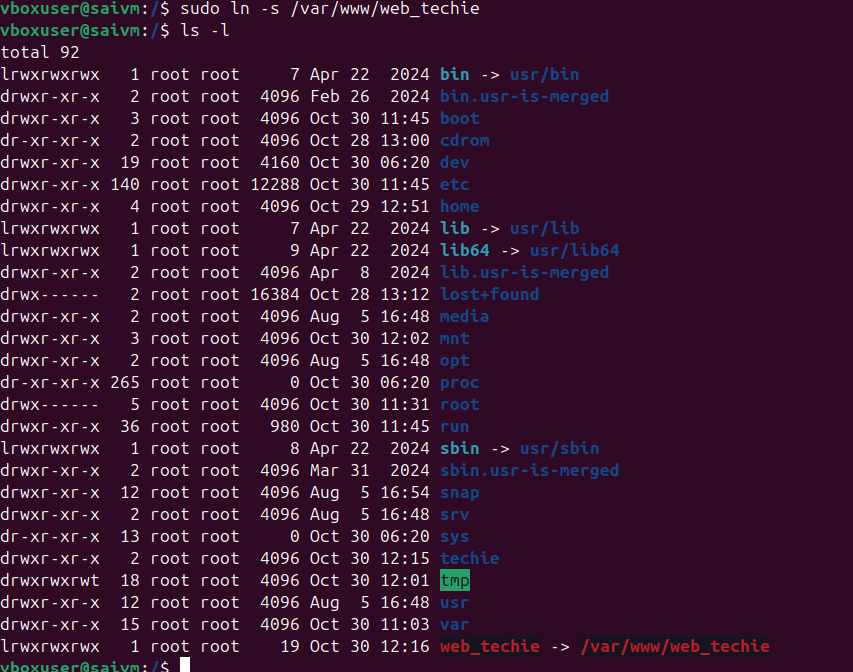 vboxuser@saivm:/$ sudo ln -s /var/www/web_techie
vboxuser@saivm:/$ ls -l
total 92
lrwxrwxrwx   1 root root     7 Apr 22  2024 bin -> usr/bin
drwxr-xr-x   2 root root  4096 Feb 26  2024 bin.usr-is-merged
drwxr-xr-x   3 root root  4096 Oct 30 11:45 boot
dr-xr-xr-x   2 root root  4096 Oct 28 13:00 cdrom
drwxr-xr-x  19 root root  4160 Oct 30 06:20 dev
drwxr-xr-x 140 root root 12288 Oct 30 11:45 etc
drwxr-xr-x   4 root root  4096 Oct 29 12:51 home
lrwxrwxrwx   1 root root     7 Apr 22  2024 lib -> usr/lib
lrwxrwxrwx   1 root root     9 Apr 22  2024 lib64 -> usr/lib64
drwxr-xr-x   2 root root  4096 Apr  8  2024 lib.usr-is-merged
drwx------   2 root root 16384 Oct 28 13:12 lost+found
drwxr-xr-x   2 root root  4096 Aug  5 16:48 media
drwxr-xr-x   3 root root  4096 Oct 30 12:02 mnt
drwxr-xr-x   2 root root  4096 Aug  5 16:48 opt
dr-xr-xr-x 265 root root     0 Oct 30 06:20 proc
drwx------   5 root root  4096 Oct 30 11:31 root
drwxr-xr-x  36 root root   980 Oct 30 11:45 run
lrwxrwxrwx   1 root root     8 Apr 22  2024 sbin -> usr/sbin
drwxr-xr-x   2 root root  4096 Mar 31  2024 sbin.usr-is-merged
drwxr-xr-x  12 root root  4096 Aug  5 16:54 snap
drwxr-xr-x   2 root root  4096 Aug  5 16:48 srv
dr-xr-xr-x  13 root root     0 Oct 30 06:20 sys
drwxr-xr-x   2 root root  4096 Oct 30 12:15 techie
drwxrwxrwt  18 root root  4096 Oct 30 12:01 tmp
drwxr-xr-x  12 root root  4096 Aug  5 16:48 usr
drwxr-xr-x  15 root root  4096 Oct 30 11:03 var
lrwxrwxrwx   1 root root    19 Oct 30 12:16 web_techie -> /var/www/web_techie
vboxuser@saivm:/$